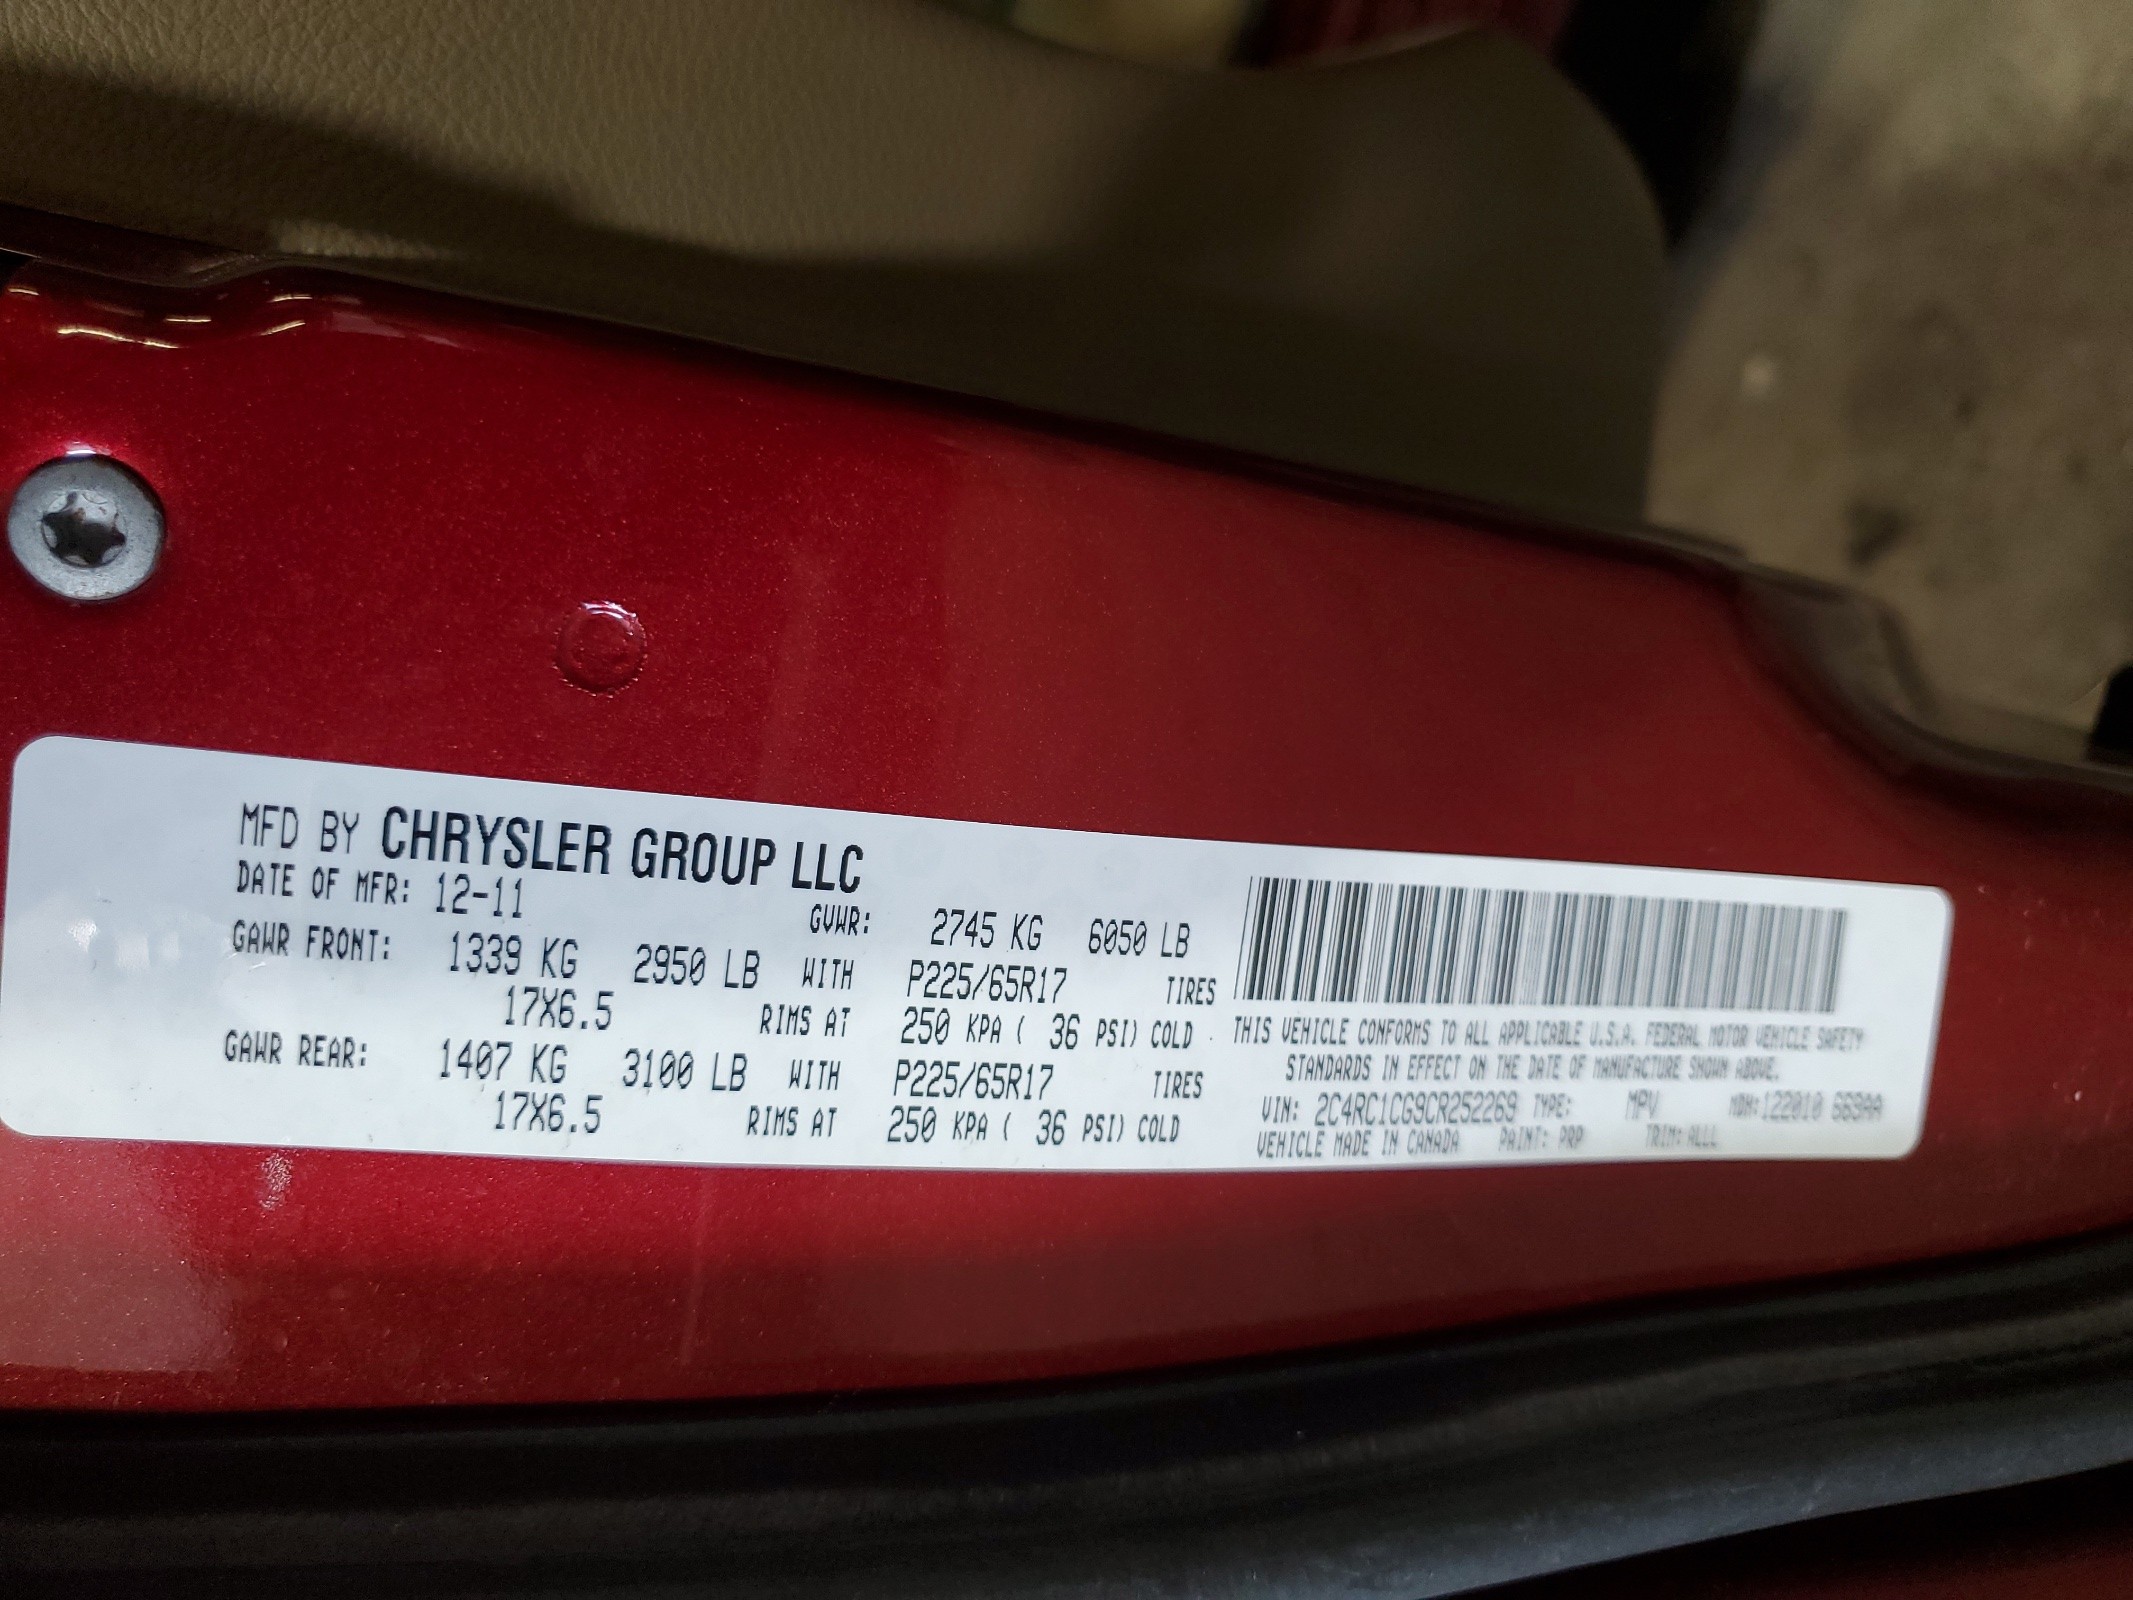 MFD BY CHRYSLER GROUP LLC
DATE OF MFR: 12-11 GVWR: 2745 KG 6050 LB
GAWR FRONT: 1339 KG 2950 LB WITH P225/65R17 TIRES
17X6.5 RIMS AT 250 KPA ( 36 PSI) COLD
GAWR REAR: 1407 KG 3100 LB WITH P225/65R17 TIRES
17X6.5 RIMS AT 250 KPA ( 36 PSI) COLD
THIS VEHICLE CONFORMS TO ALL APPLICABLE U.S.A. FEDERAL MOTOR VEHICLE SAFETY
STANDARDS IN EFFECT ON THE DATE OF MANUFACTURE SHOWN ABOVE.
VIN: 2C4RC1CG9CR252269 TYPE: MPV MDH:122010
VEHICLE MADE IN CANADA PAINT: PRP TRIM: